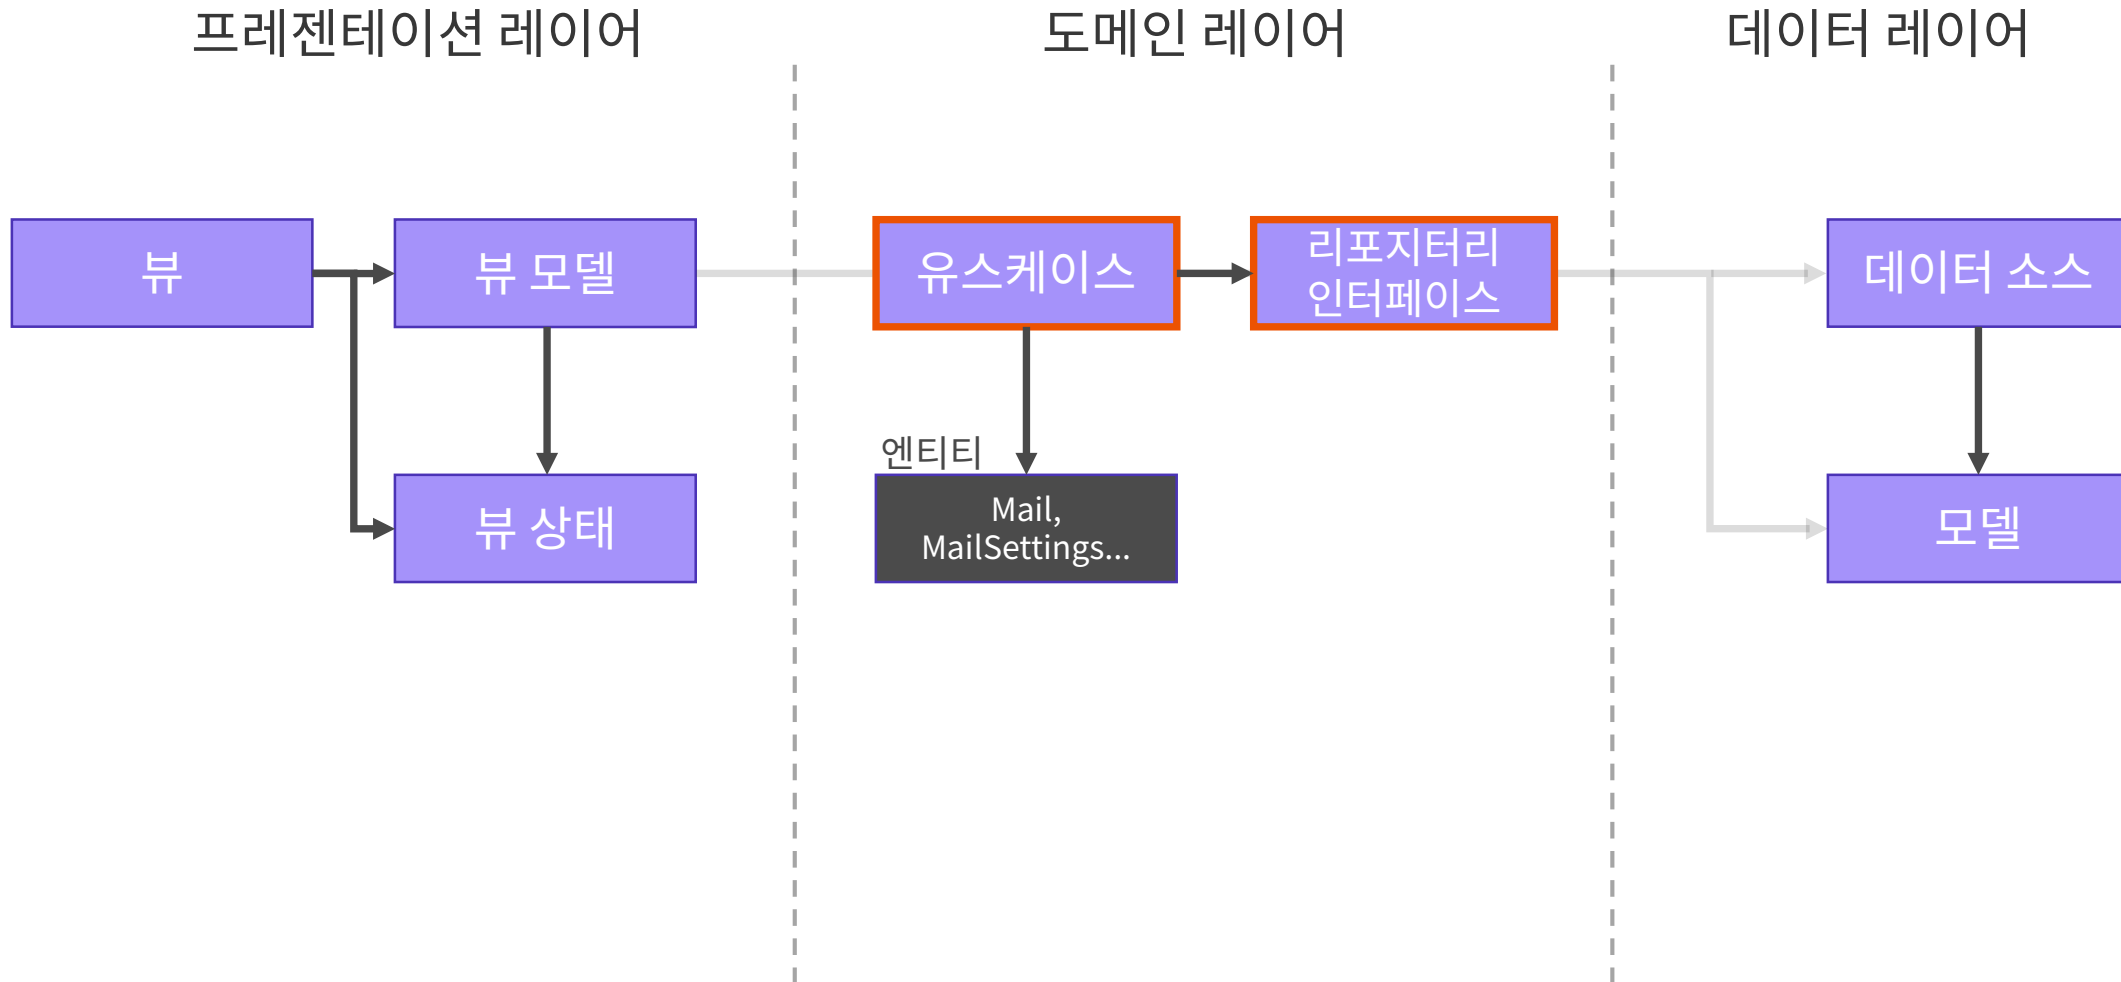 프레젠테이션 레이어
도메인 레이어
데이터 레이어
뷰
뷰 모델
유스케이스
리포지터리
인터페이스
데이터 소스
엔티티
뷰 상태
Mail,
MailSettings...
모델